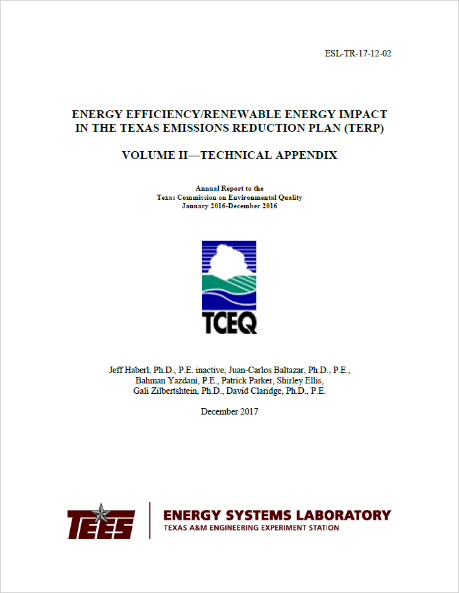 ESL-TR-17-12-02
ENERGY EFFICIENCY/RENEWABLE ENERGY IMPACT
IN THE TEXAS EMISSIONS REDUCTION PLAN (TERP)
VOLUME II—TECHNICAL APPENDIX
Annual Report to the
Texas Commission on Environmental Quality
January 2016-December 2016
TCEQ
Jeff Haberl, Ph.D., P.E. inactive, Juan-Carlos Baltazar, Ph.D., P.E.,
Bahman Yazdani, P.E., Patrick Parker, Shirley Ellis,
Gali Zilbertshtein, Ph.D., David Claridge, Ph.D., P.E.
December 2017
TEES
ENERGY SYSTEMS LABORATORY
TEXAS A&M ENGINEERING EXPERIMENT STATION